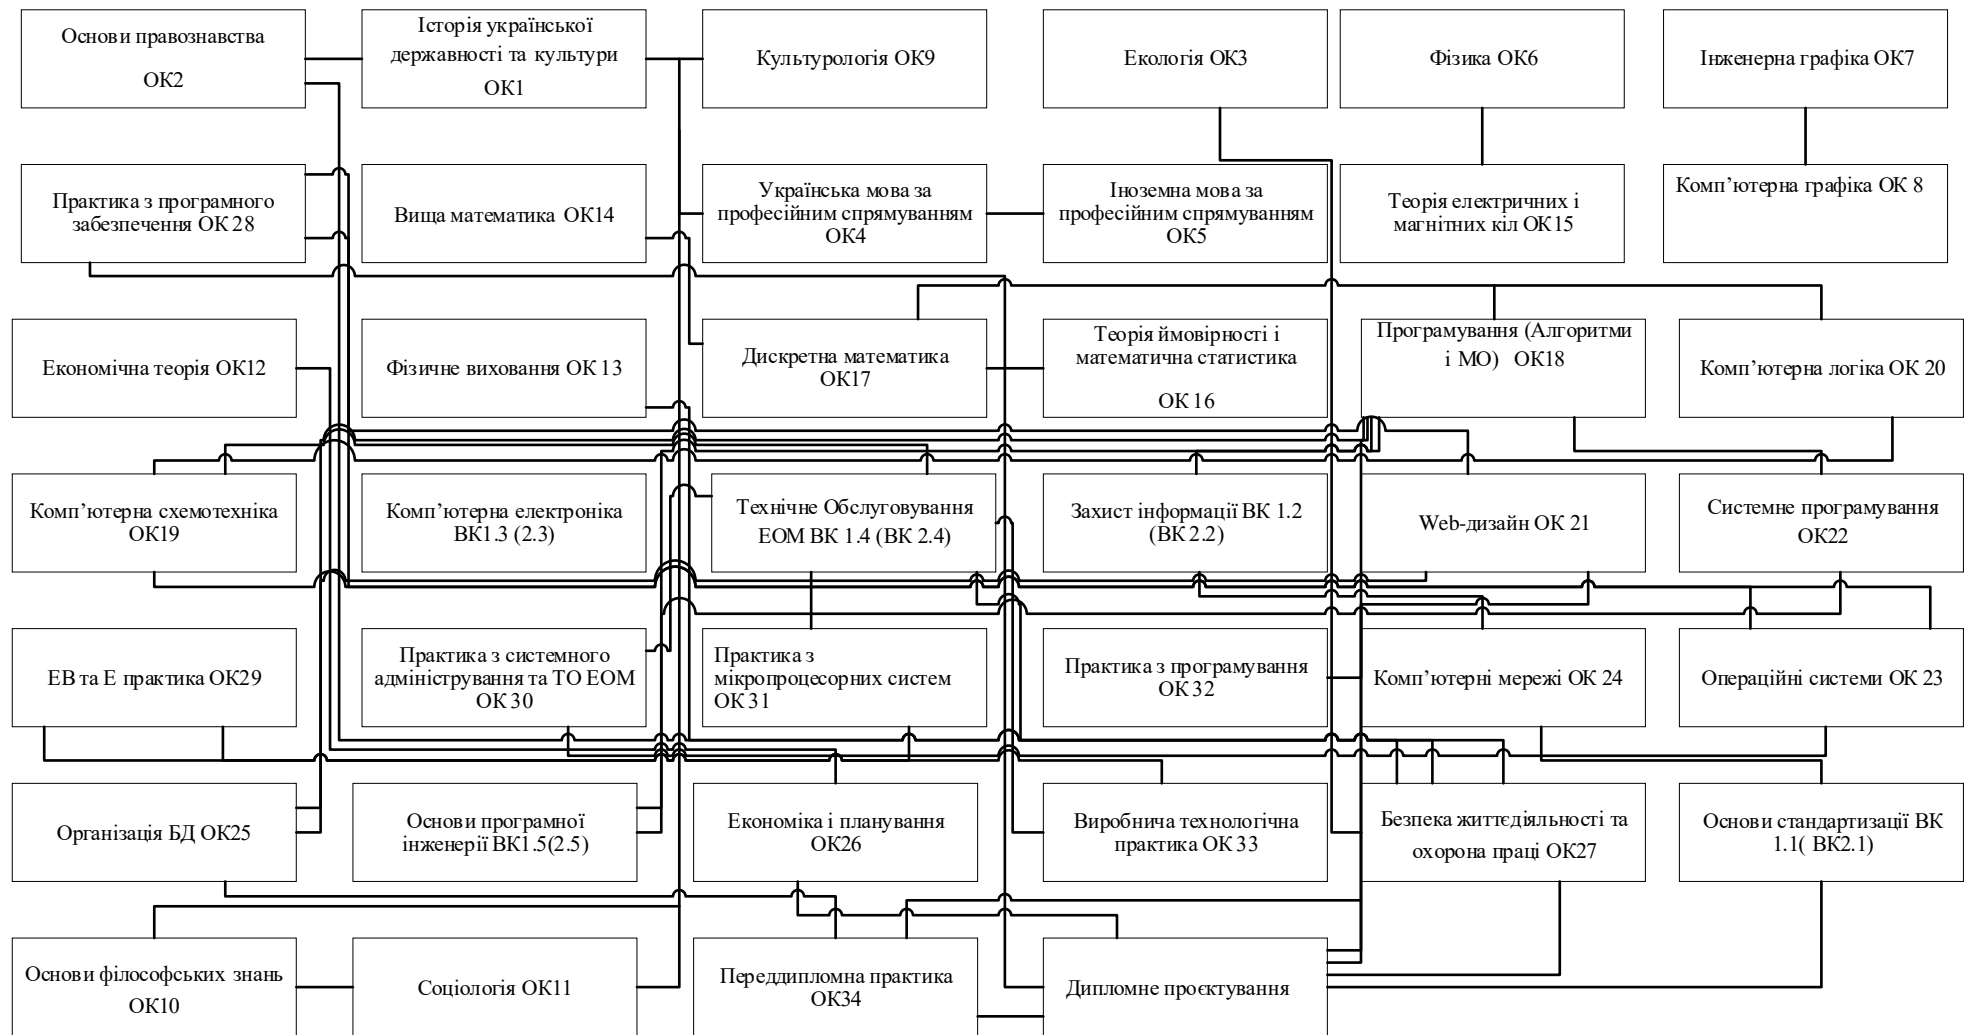 Основи правознавства
ОК2
Історія української
державності та культури
ОК1
Культурологія ОК9
Екологія ОК3
Фізика ОК6
Інженерна графіка ОК7
Практика з програмного
забезпечення ОК 28
Вища математика ОК14
Українська мова за
професійним спрямуванням
ОК4
Іноземна мова за
професійним спрямуванням
ОК5
Теорія електричних і
магнітних кіл ОК15
Комп’ютерна графіка ОК 8
Економічна теорія ОК12
Фізичне виховання ОК 13
Дискретна математика
ОК17
Теорія ймовірності і
математична статистика
ОК 16
Програмування (Алгоритми
і МО) ОК18
Комп’ютерна логіка ОК 20
Комп’ютерна схемотехніка
ОК19
Комп’ютерна електроніка
ВК1.3 (2.3)
Технічне Обслуговування
ЕОМ ВК 1.4 (ВК 2.4)
Захист інформації ВК 1.2
(ВК 2.2)
Web-дизайн ОК 21
Системне програмування
ОК22
ЕВ та Е практика ОК29
Практика з системного
адміністрування та ТО ЕОМ
ОК 30
Практика з
мікропроцесорних систем
ОК 31
Практика з програмування
ОК 32
Комп’ютерні мережі ОК 24
Операційні системи ОК 23
Організація БД ОК25
Основи програмної
інженерії ВК1.5(2.5)
Економіка і планування
ОК26
Виробнича технологічна
практика ОК 33
Безпека життєдіяльності та
охорона праці ОК27
Основи стандартизації ВК
1.1( ВК2.1)
Основи філософських знань
ОК10
Соціологія ОК11
Переддипломна практика
ОК34
Дипломне проєктування